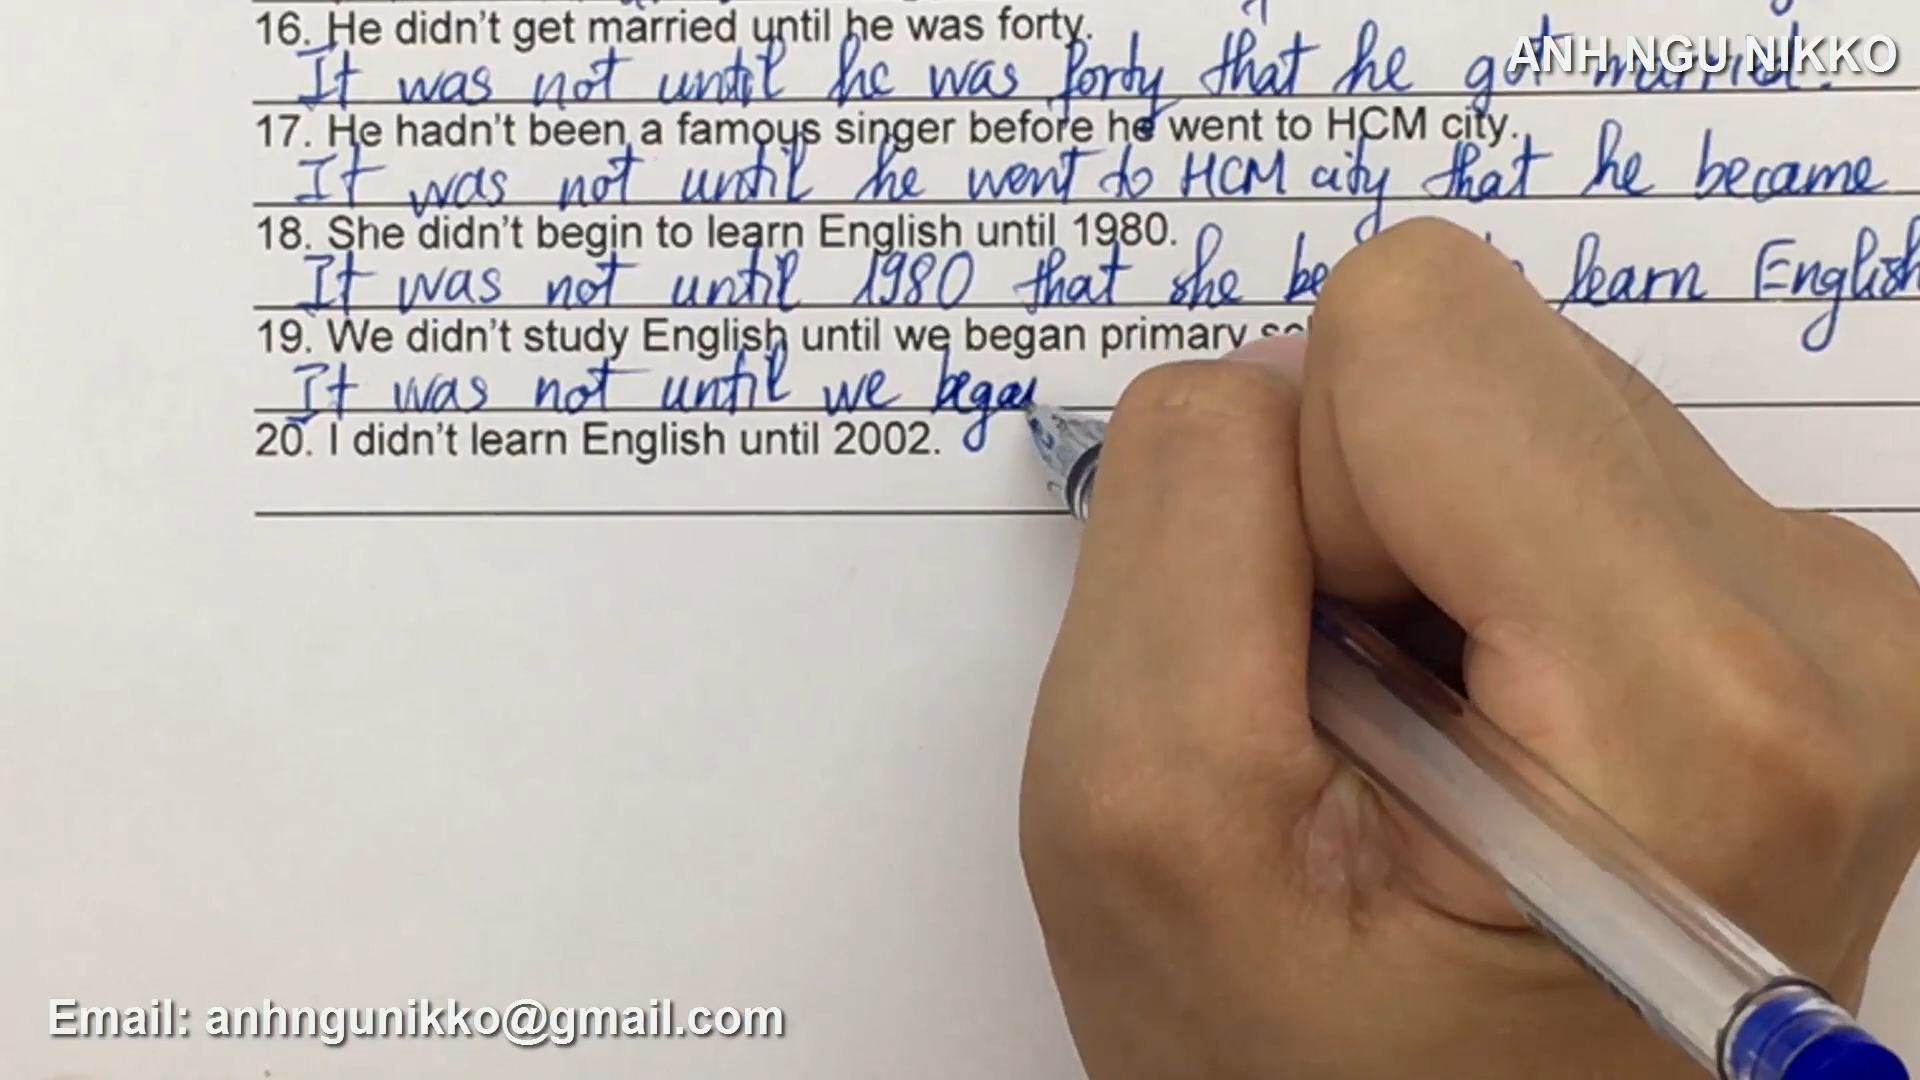 16. He didn't get married until he was forty.
ANH NGU NIKKO
It was not until he was forty that he got married.
17. He hadn't been a famous singer before he went to HCM city.
It was not until he went to HCM city that he became
18. She didn't begin to learn English until 1980.
It was not until 1980 that she learn English
19. We didn't study English until we began primary
It was not until we began
20. I didn't learn English until 2002.
Email: anhngunikko@gmail.com